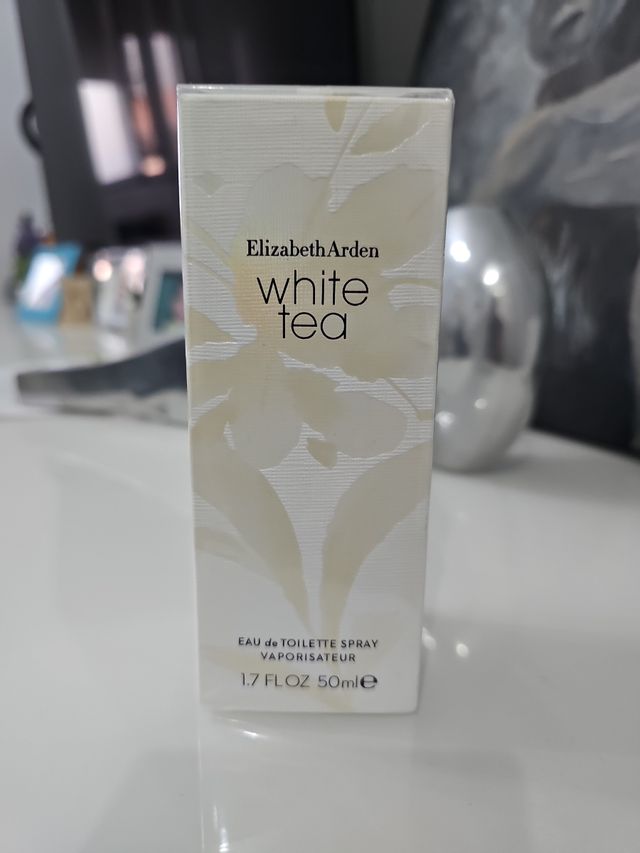 ElizabethArden
white
tea
EAU de TOILETTE SPRAY
VAPORISATEUR
1.7 FL OZ 50ml℮